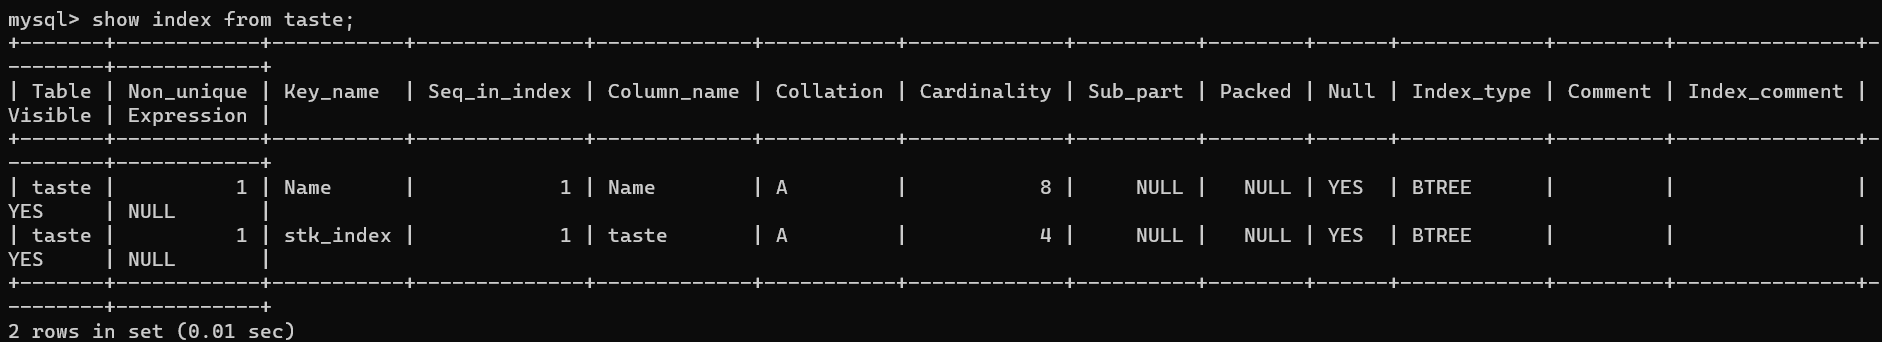 mysql> show index from taste;
+-------+------------+-----------+--------------+-------------+-----------+-------------+----------+--------+------+------------+---------+---------------+-
--------+------------+
| Table | Non_unique | Key_name  | Seq_in_index | Column_name | Collation | Cardinality | Sub_part | Packed | Null | Index_type | Comment | Index_comment |
Visible | Expression |
+-------+------------+-----------+--------------+-------------+-----------+-------------+----------+--------+------+------------+---------+---------------+-
--------+------------+
| taste |          1 | Name      |            1 | Name        | A         |           8 |     NULL |   NULL | YES  | BTREE      |         |               |
YES     | NULL       |
| taste |          1 | stk_index |            1 | taste       | A         |           4 |     NULL |   NULL | YES  | BTREE      |         |               |
YES     | NULL       |
+-------+------------+-----------+--------------+-------------+-----------+-------------+----------+--------+------+------------+---------+---------------+-
--------+------------+
2 rows in set (0.01 sec)